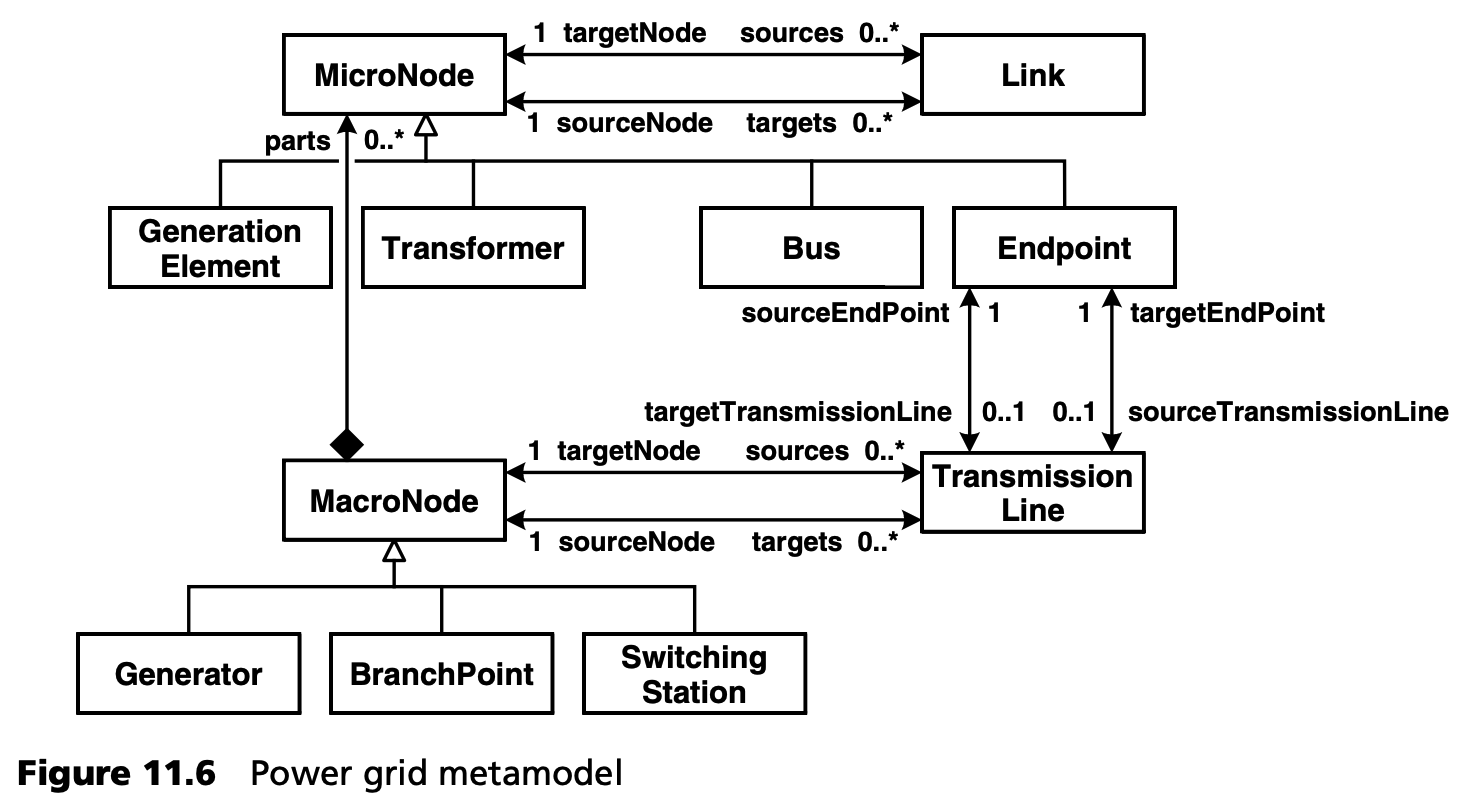 1 targetNode sources 0..*
MicroNode
Link
1 sourceNode targets 0..*
parts 0..*
Generation
Element
Transformer
Bus
Endpoint
sourceEndPoint 1
1 targetEndPoint
targetTransmissionLine 0..1
0..1 sourceTransmissionLine
1 targetNode sources 0..*
MacroNode
Transmission
Line
1 sourceNode targets 0..*
Generator
BranchPoint
Switching
Station
Figure 11.6 Power grid metamodel